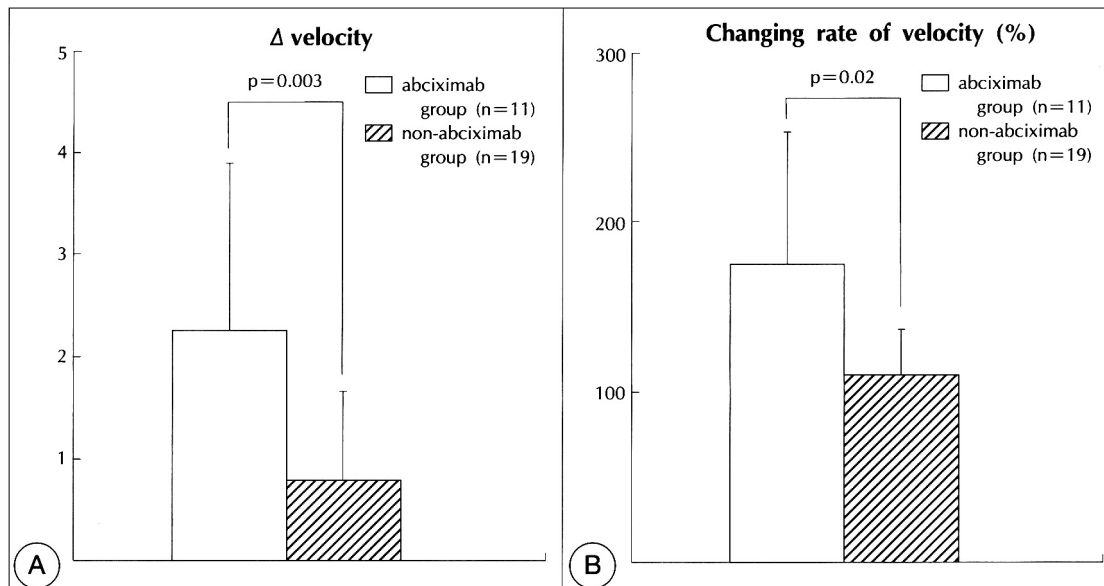 Δ velocity
5
4
3
2
1
p=0.003
abciximab
group (n=11)
non-abciximab
group (n=19)
A
Changing rate of velocity (%)
300
200
100
p=0.02
abciximab
group (n=11)
non-abciximab
group (n=19)
B